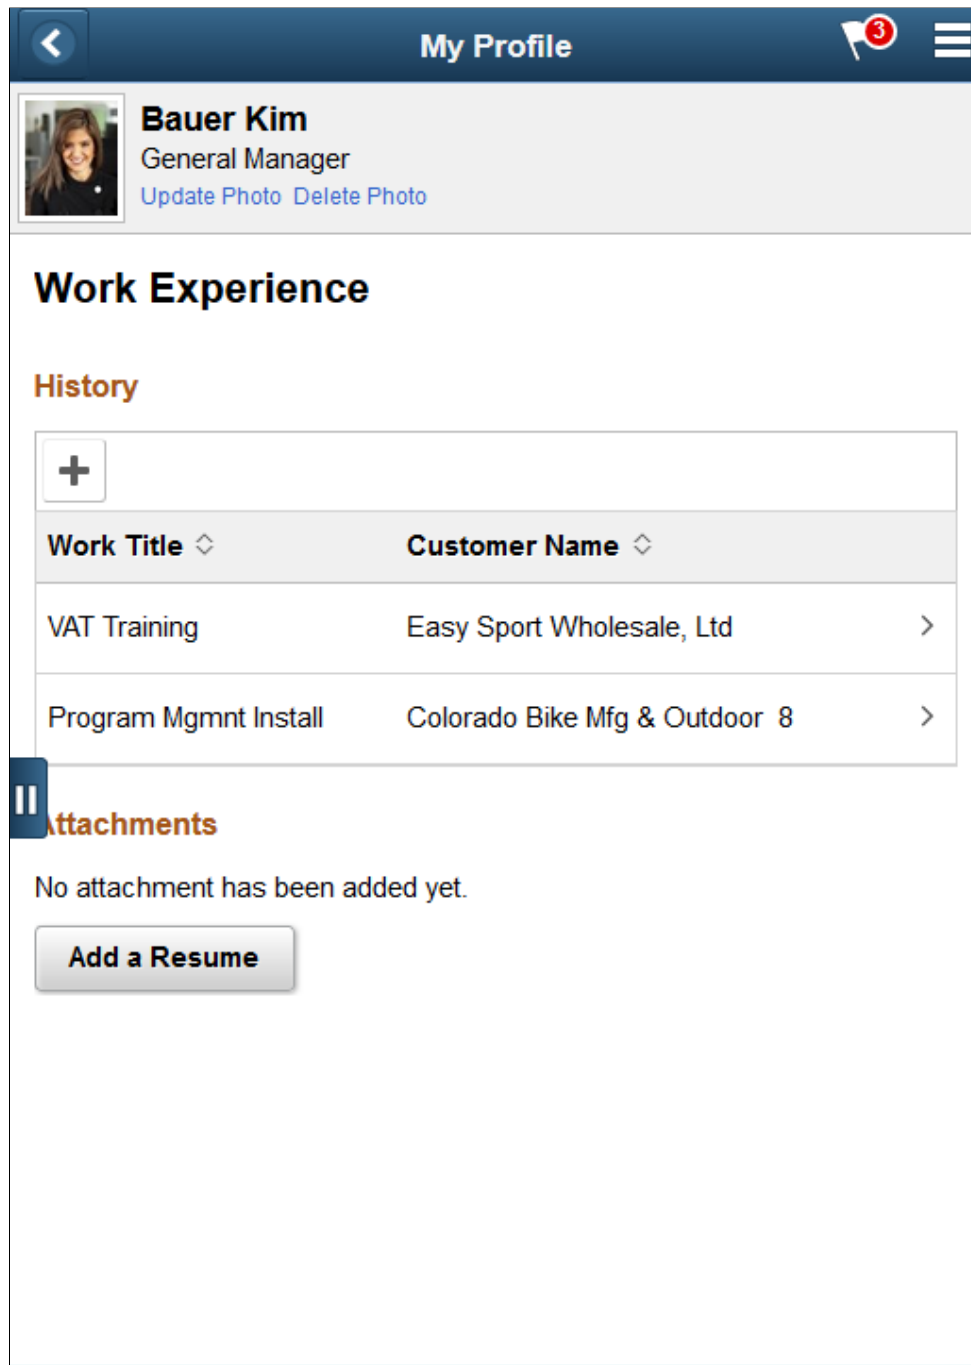 My Profile
3
Bauer Kim
General Manager
Update Photo Delete Photo
Work Experience
History
Work Title Customer Name
VAT Training Easy Sport Wholesale, Ltd
Program Mgmnt Install Colorado Bike Mfg & Outdoor 8
ttachments
No attachment has been added yet.
Add a Resume